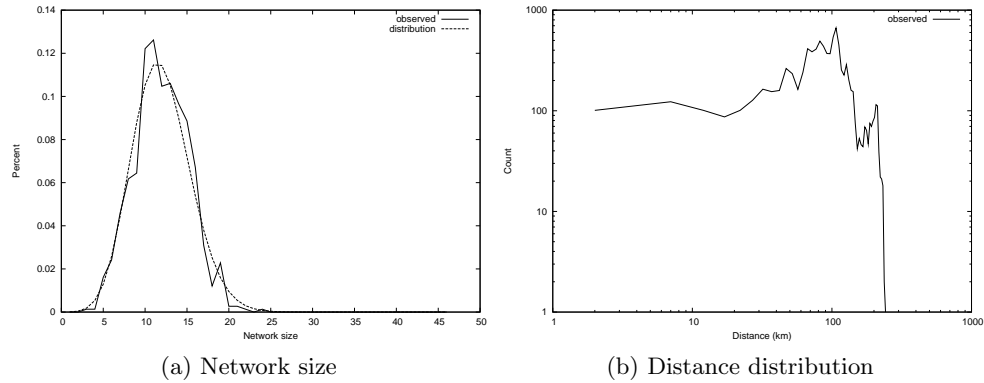 observed
distribution
0.14
0.12
0.1
0.08
0.06
0.04
0.02
0
Percent
0 5 10 15 20 25 30 35 40 45 50
Network size
(a) Network size
observed
1000
100
10
1
Count
1 10 100 1000
Distance (km)
(b) Distance distribution